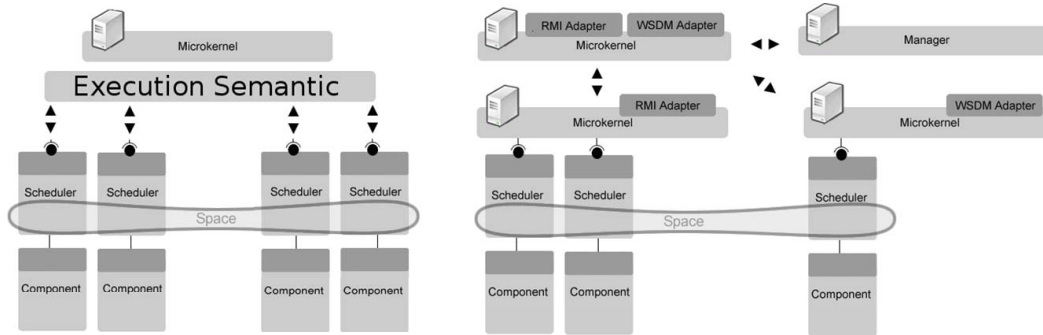 Microkernel
Execution Semantic
Scheduler Scheduler Scheduler Scheduler
Space
Component Component Component Component
RMI Adapter WSDM Adapter
Microkernel
Manager
RMI Adapter
Microkernel
WSDM Adapter
Microkernel
Scheduler Scheduler Scheduler
Space
Component Component Component